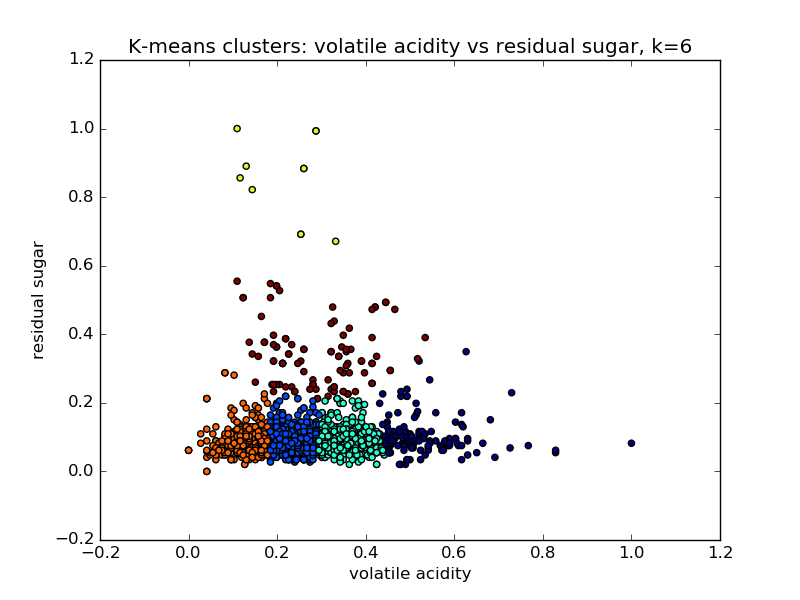 K-means clusters: volatile acidity vs residual sugar, k=6
1.2
1.0
0.8
0.6
0.4
0.2
0.0
−0.2
residual sugar
−0.2 0.0 0.2 0.4 0.6 0.8 1.0 1.2
volatile acidity